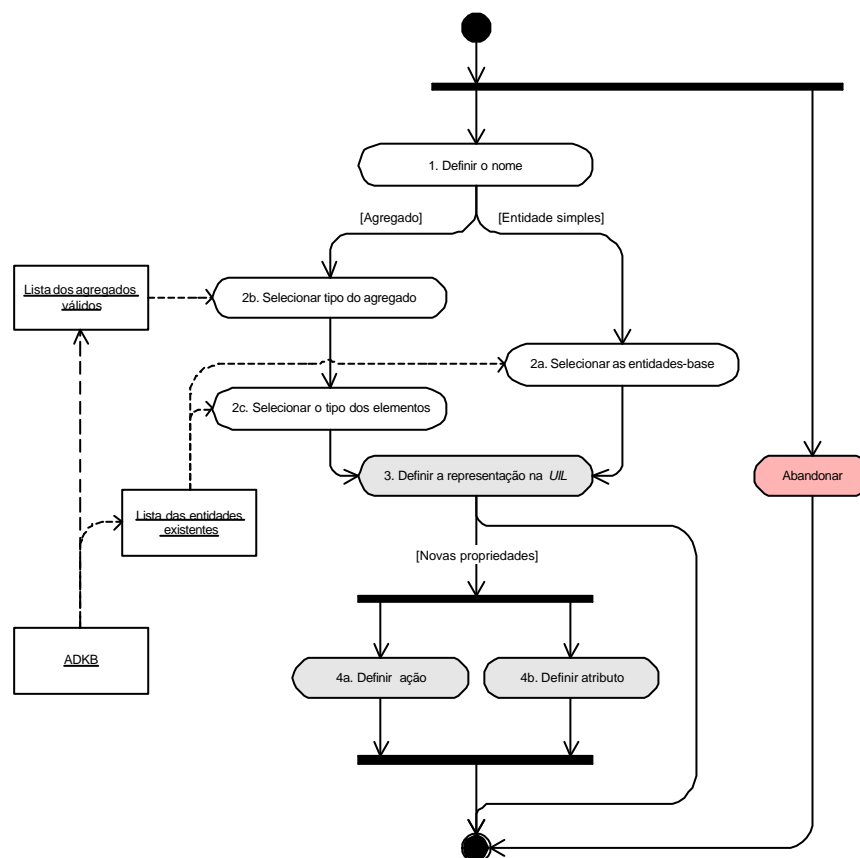 1. Definir o nome
[Agregado]
[Entidade simples]
Lista dos agregados
válidos
2b. Selecionar tipo do agregado
2a. Selecionar as entidades-base
2c. Selecionar o tipo dos elementos
3. Definir a representação na UIL
Abandonar
Lista das entidades
existentes
[Novas propriedades]
ADKB
4a. Definir ação
4b. Definir atributo